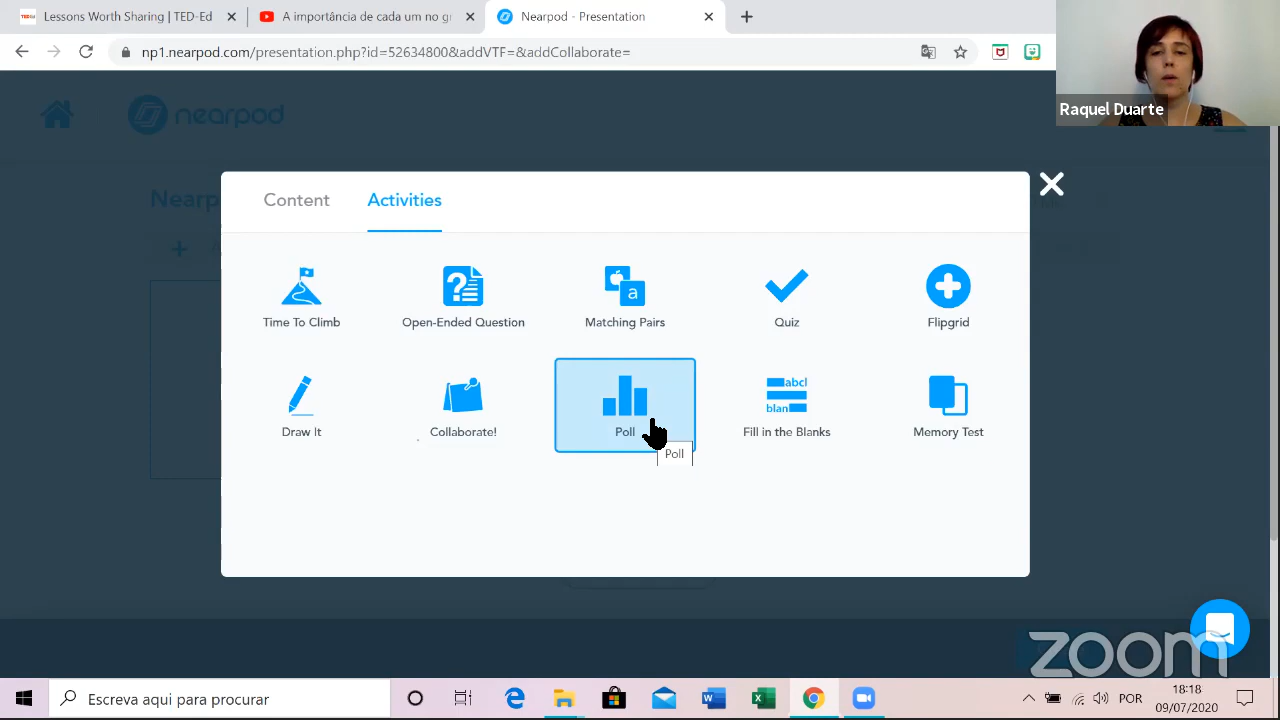 Lessons Worth Sharing | TED-Ed
A importância de cada um no gr
Nearpod - Presentation
np1.nearpod.com/presentation.php?id=52634800&addVTF=&addCollaborate=
Raquel Duarte
nearpod
Nearp
Content
Activities
Time To Climb
Open-Ended Question
Matching Pairs
Quiz
Flipgrid
Draw It
Collaborate!
Poll
Fill in the Blanks
Memory Test
Poll
zoom
Escreva aqui para procurar
POR
18:18
09/07/2020